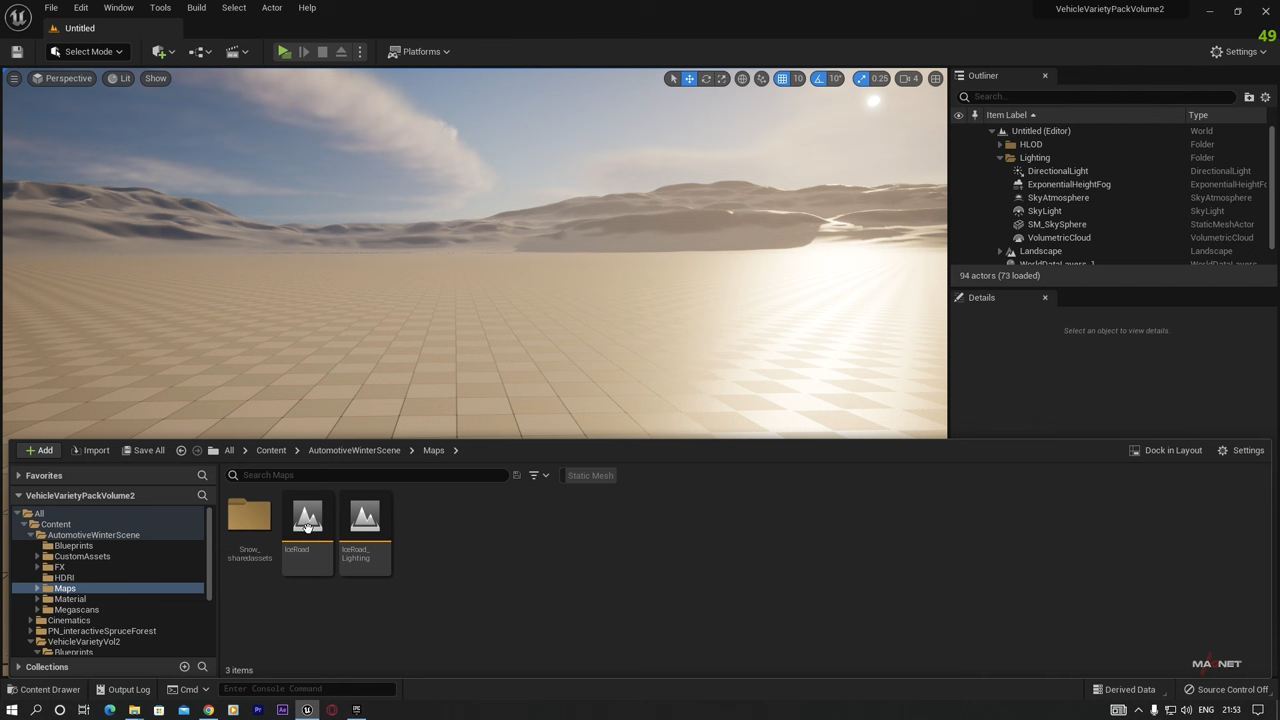 File Edit Window Tools Build Select Actor Help
VehicleVarietyPackVolume2
Untitled
49
Select Mode
Platforms
Settings
Perspective Lit Show
10 10° 0.25 4
Outliner
Search...
Item Label Type
Untitled (Editor) World
HLOD Folder
Lighting Folder
DirectionalLight DirectionalLight
ExponentialHeightFog ExponentialHeightFo
SkyAtmosphere SkyAtmosphere
SkyLight SkyLight
SM_SkySphere StaticMeshActor
VolumetricCloud VolumetricCloud
Landscape Landscape
WorldDataLayers_1 WorldDataLayers
94 actors (73 loaded)
Details
Select an object to view details.
Add Import Save All All Content AutomotiveWinterScene Maps
Dock in Layout Settings
Favorites
Search Maps
Static Mesh
VehicleVarietyPackVolume2
All
Content
AutomotiveWinterScene
Blueprints
CustomAssets
FX
HDRI
Maps
Material
Megascans
Cinematics
PN_interactiveSpruceForest
VehicleVarietyVol2
Blueprints
Snow_
sharedassets
IceRoad
IceRoad_
Lighting
Collections
3 items
MAGNET
Content Drawer Output Log Cmd Enter Console Command
Derived Data Source Control Off
Pr Ae
ENG 21:53